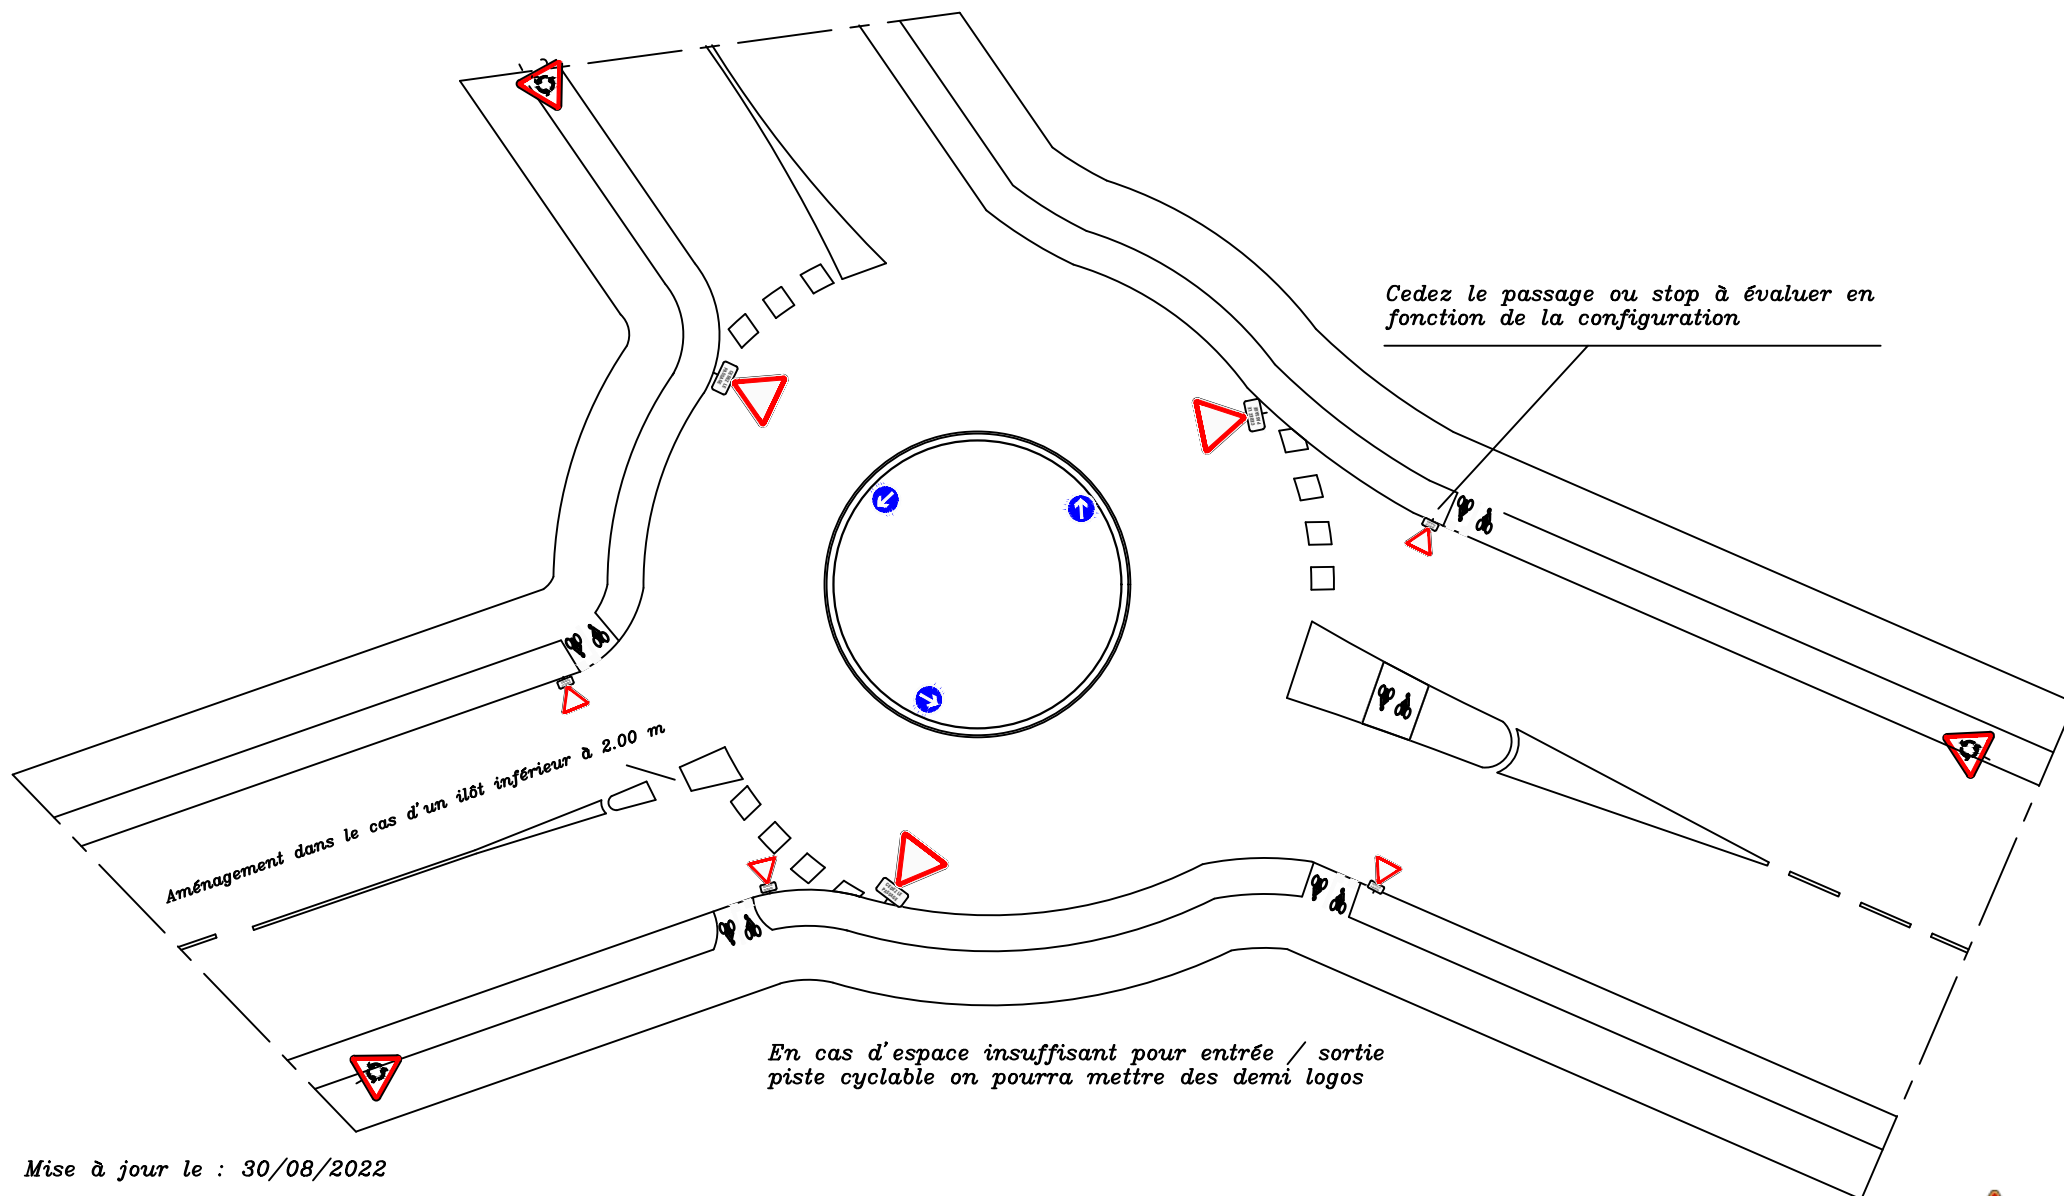 Cedez le passage ou stop à évaluer en
fonction de la configuration
Aménagement dans le cas d'un ilôt inférieur à 2.00 m
En cas d'espace insuffisant pour entrée / sortie
piste cyclable on pourra mettre des demi logos
Mise à jour le : 30/08/2022